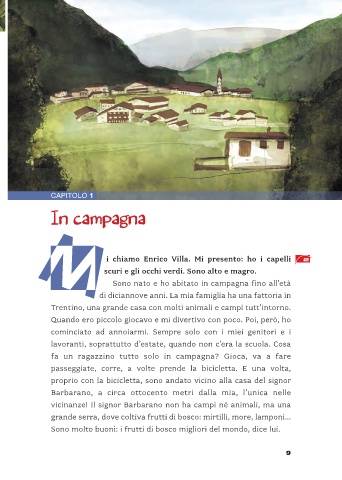 CAPITOLO 1
In campagna
Mi chiamo Enrico Villa. Mi presento: ho i capelli
scuri e gli occhi verdi. Sono alto e magro.
Sono nato e ho abitato in campagna fino all'età
di diciannove anni. La mia famiglia ha una fattoria in
Trentino, una grande casa con molti animali e campi tutt'intorno.
Quando ero piccolo giocavo e mi divertivo con poco. Poi, però, ho
cominciato ad annoiarmi. Sempre solo con i miei genitori e i
lavoranti, soprattutto d'estate, quando non c'era la scuola. Cosa
fa un ragazzino tutto solo in campagna? Gioca, va a fare
passeggiate, corre, a volte prende la bicicletta. E una volta,
proprio con la bicicletta, sono andato vicino alla casa del signor
Barbarano, a circa ottocento metri dalla mia, l'unica nelle
vicinanze! Il signor Barbarano non ha campi né animali, ma una
grande serra, dove coltiva frutti di bosco: mirtilli, more, lamponi...
Sono molto buoni: i frutti di bosco migliori del mondo, dice lui.
9